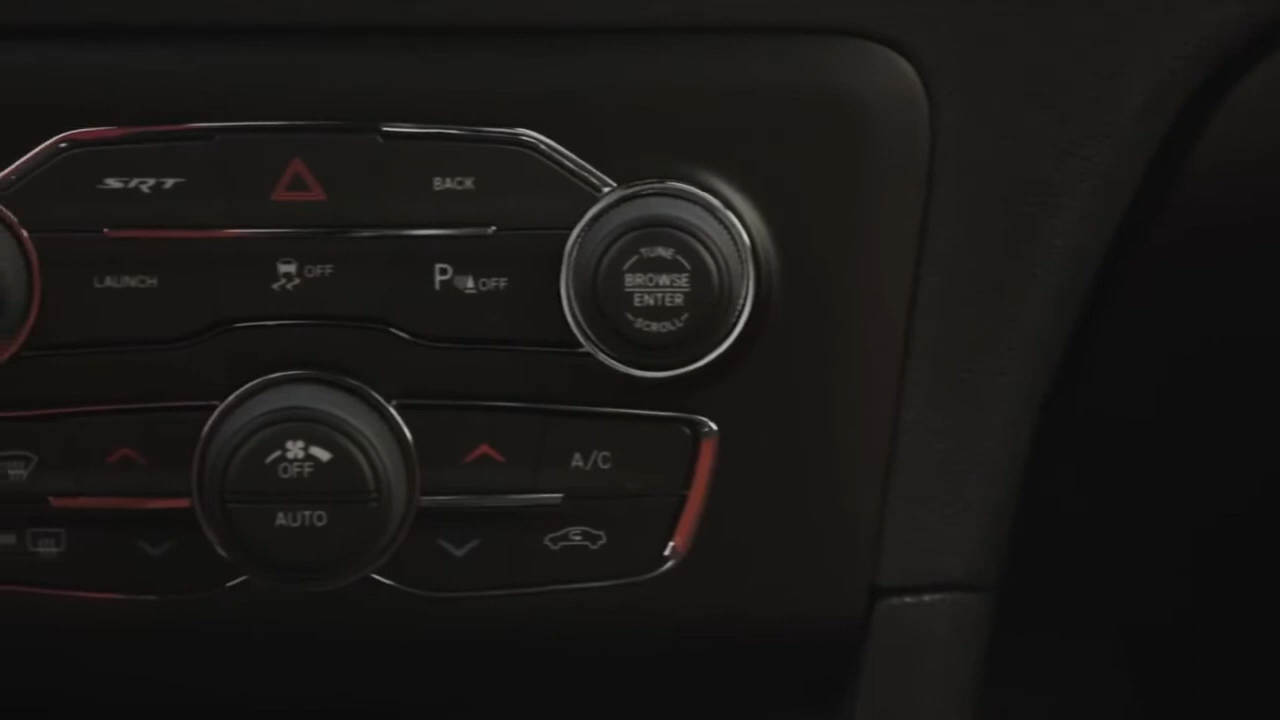 SRT
BACK
LAUNCH
OFF
P OFF
TUNE
BROWSE
ENTER
SCROLL
OFF
A/C
AUTO